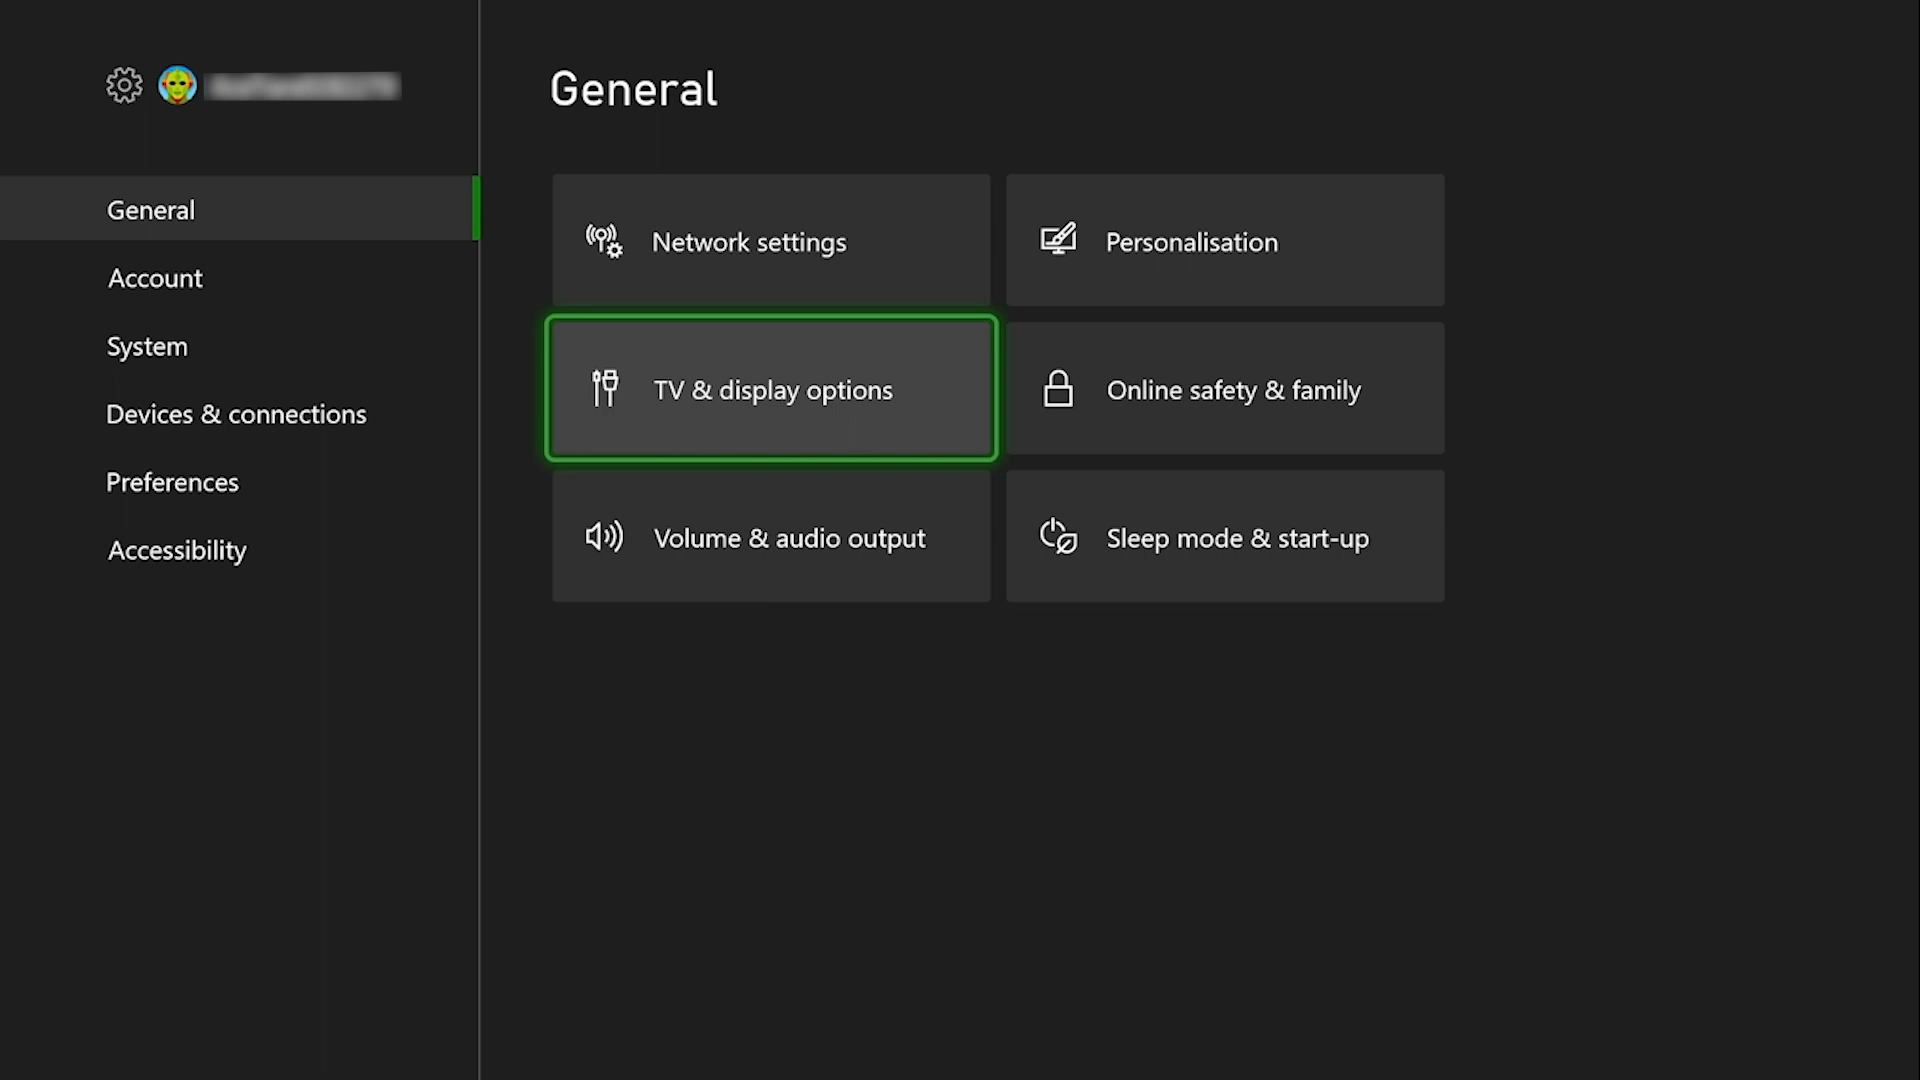 General
Account
System
Devices & connections
Preferences
Accessibility
General
Network settings
Personalisation
TV & display options
Online safety & family
Volume & audio output
Sleep mode & start-up